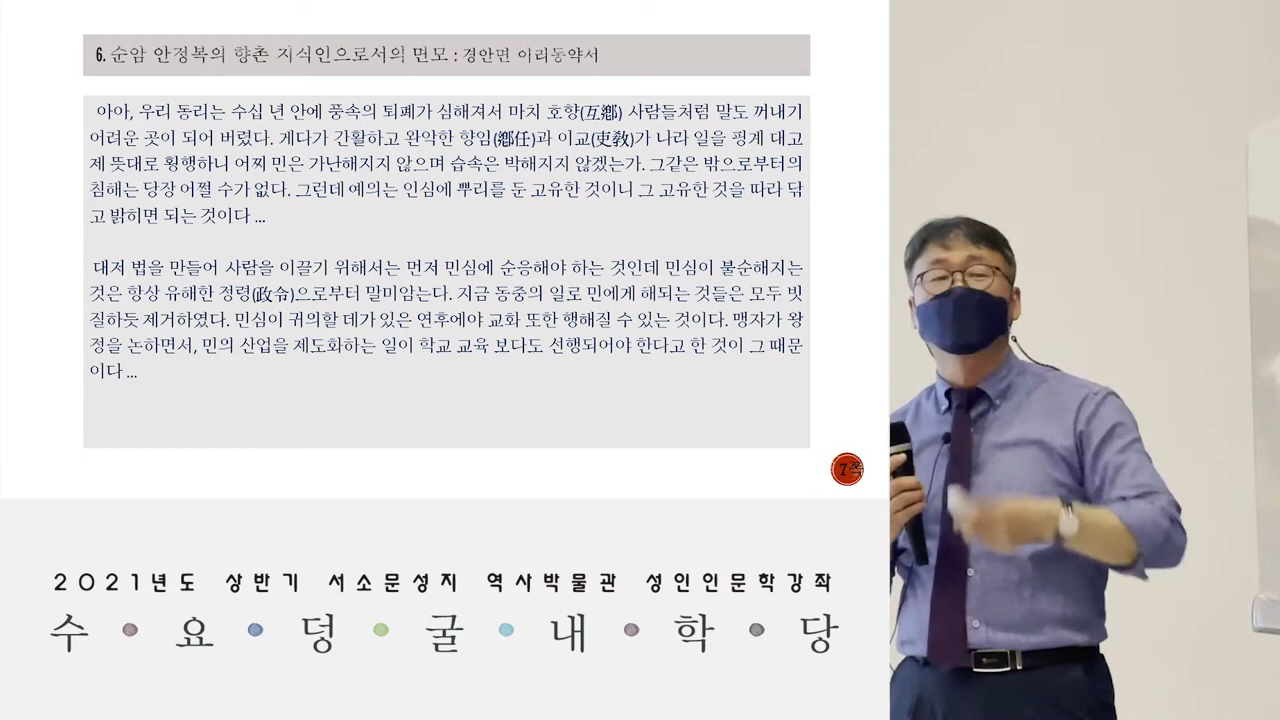 6. 순암 안정복의 향촌 지식인으로서의 면모 : 경안면 이리동약서
아아, 우리 동리는 수십 년 안에 풍속의 퇴폐가 심해져서 마치 호향(互鄕) 사람들처럼 말도 꺼내기
어려운 곳이 되어 버렸다. 게다가 간활하고 완악한 향임(鄕任)과 이교(吏敎)가 나라 일을 핑계 대고
제 뜻대로 횡행하니 어찌 민은 가난해지지 않으며 습속은 박해지지 않겠는가. 그같은 밖으로부터의
침해는 당장 어쩔 수가 없다. 그런데 예의는 인심에 뿌리를 둔 고유한 것이니 그 고유한 것을 따라 닦
고 밝히면 되는 것이다 ...
대저 법을 만들어 사람을 이끌기 위해서는 먼저 민심에 순응해야 하는 것인데 민심이 불순해지는
것은 항상 유해한 정령(政令)으로부터 말미암는다. 지금 동중의 일로 민에게 해되는 것들은 모두 빗
질하듯 제거하였다. 민심이 귀의할 데가 있은 연후에야 교화 또한 행해질 수 있는 것이다. 맹자가 왕
정을 논하면서, 민의 산업을 제도화하는 일이 학교 교육 보다도 선행되어야 한다고 한 것이 그 때문
이다 ...
7쪽
2021년도 상반기 서소문성지 역사박물관 성인인문학강좌
수•요•덩•굴•내•학•당